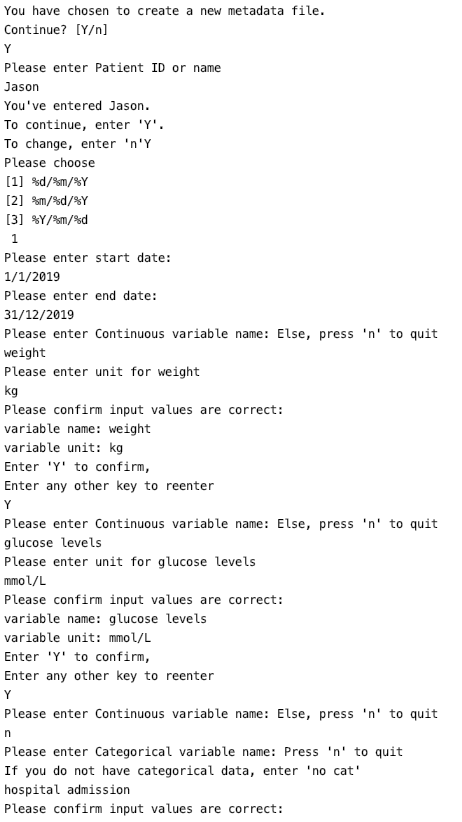 You have chosen to create a new metadata file.
Continue? [Y/n]
Y
Please enter Patient ID or name
Jason
You've entered Jason.
To continue, enter 'Y'.
To change, enter 'n'Y
Please choose
[1] %d/%m/%Y
[2] %m/%d/%Y
[3] %Y/%m/%d
1
Please enter start date:
1/1/2019
Please enter end date:
31/12/2019
Please enter Continuous variable name: Else, press 'n' to quit
weight
Please enter unit for weight
kg
Please confirm input values are correct:
variable name: weight
variable unit: kg
Enter 'Y' to confirm,
Enter any other key to reenter
Y
Please enter Continuous variable name: Else, press 'n' to quit
glucose levels
Please enter unit for glucose levels
mmol/L
Please confirm input values are correct:
variable name: glucose levels
variable unit: mmol/L
Enter 'Y' to confirm,
Enter any other key to reenter
Y
Please enter Continuous variable name: Else, press 'n' to quit
n
Please enter Categorical variable name: Press 'n' to quit
If you do not have categorical data, enter 'no cat'
hospital admission
Please confirm input values are correct: